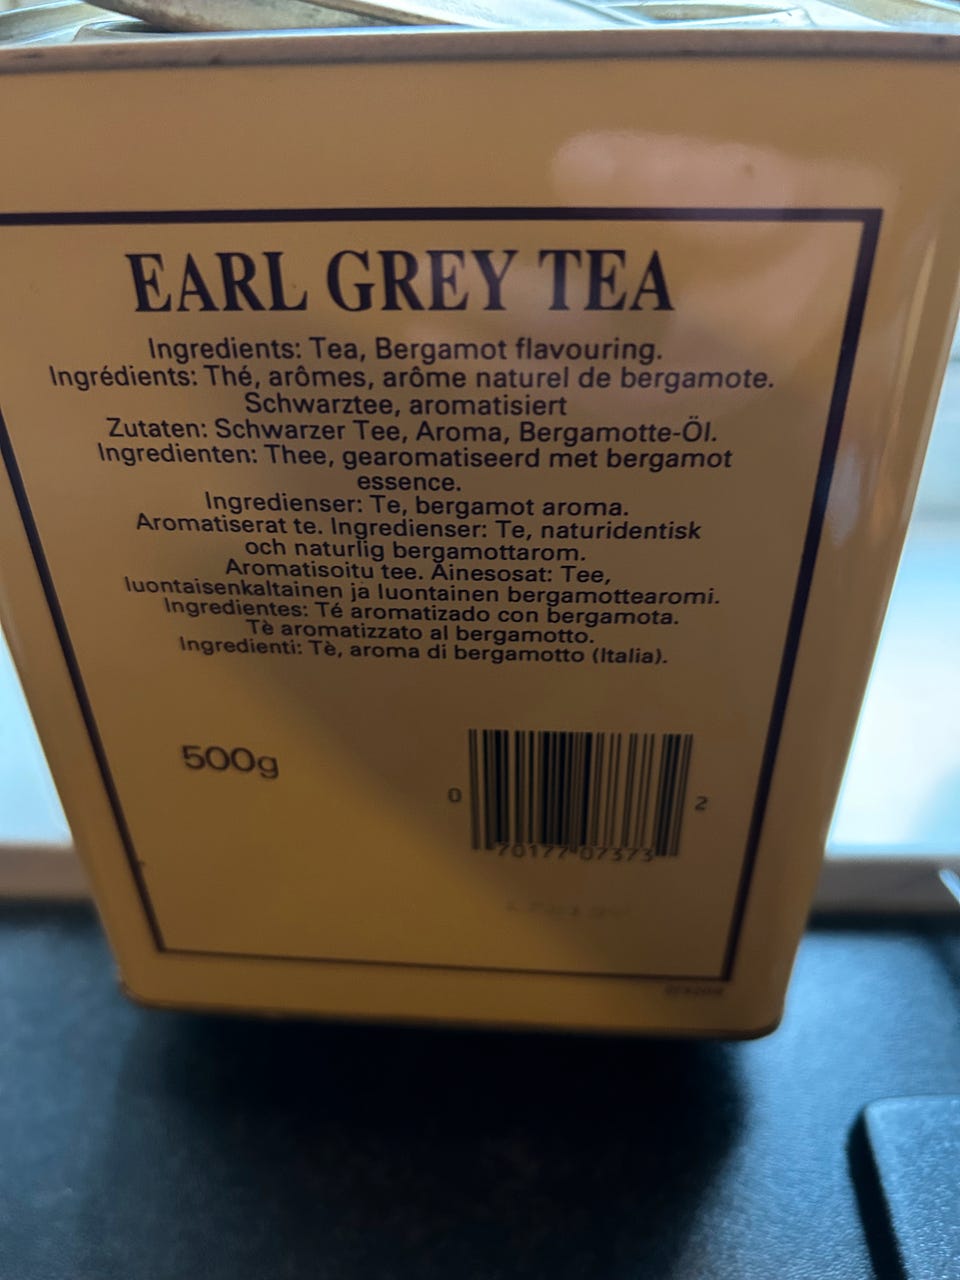 EARL GREY TEA
Ingredients: Tea, Bergamot flavouring.
Ingrédients: Thé, arômes, arôme naturel de bergamote.
Schwarztee, aromatisiert
Zutaten: Schwarzer Tee, Aroma, Bergamotte-Öl.
Ingredienten: Thee, gearomatiseerd met bergamot
essence.
Ingredienser: Te, bergamot aroma.
Aromatiserat te. Ingredienser: Te, naturidentisk
och naturlig bergamottarom.
Aromatisoitu tee. Ainesosat: Tee,
luontaisenkaltainen ja luontainen bergamottearomi.
Ingredientes: Té aromatizado con bergamota.
Tè aromatizzato al bergamotto.
Ingredienti: Tè, aroma di bergamotto (Italia).
500g
0 70177 07373 2